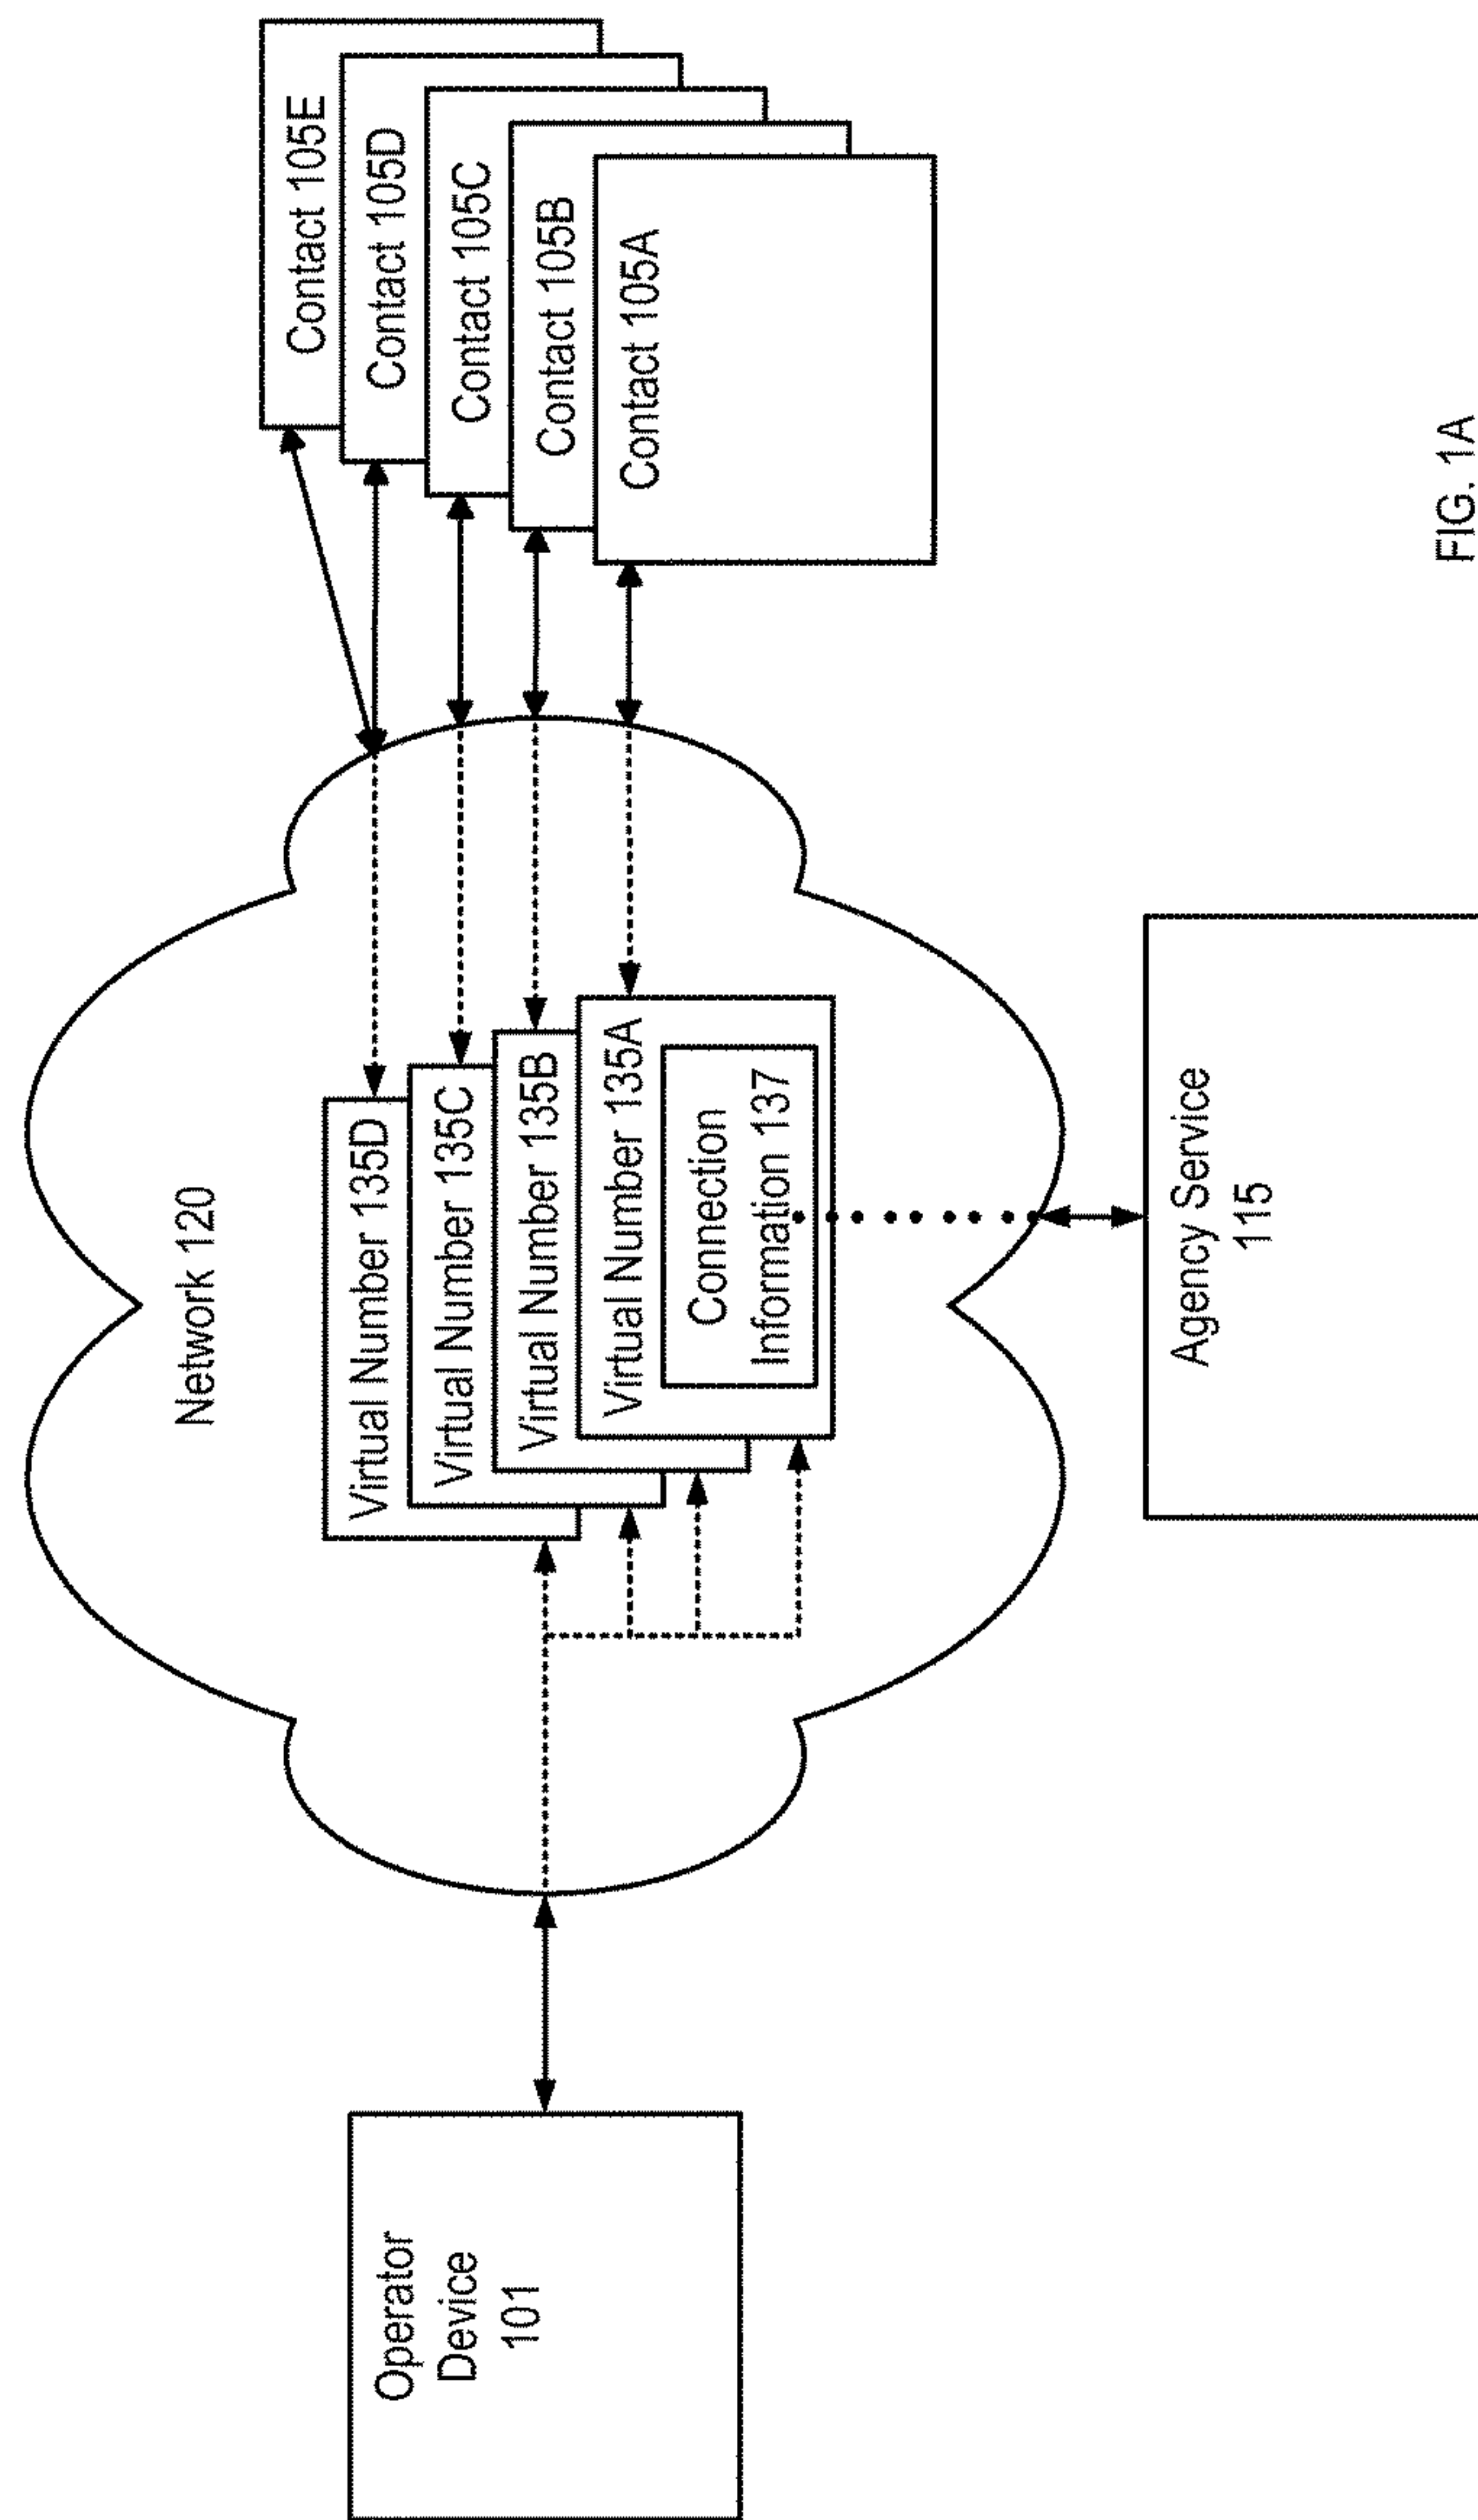 Operator
Device
101
Network 120
Virtual Number 135D
Virtual Number 135C
Virtual Number 135B
Virtual Number 135A
Connection
Information 137
Contact 105E
Contact 105D
Contact 105C
Contact 105B
Contact 105A
Agency Service
115
FIG. 1A